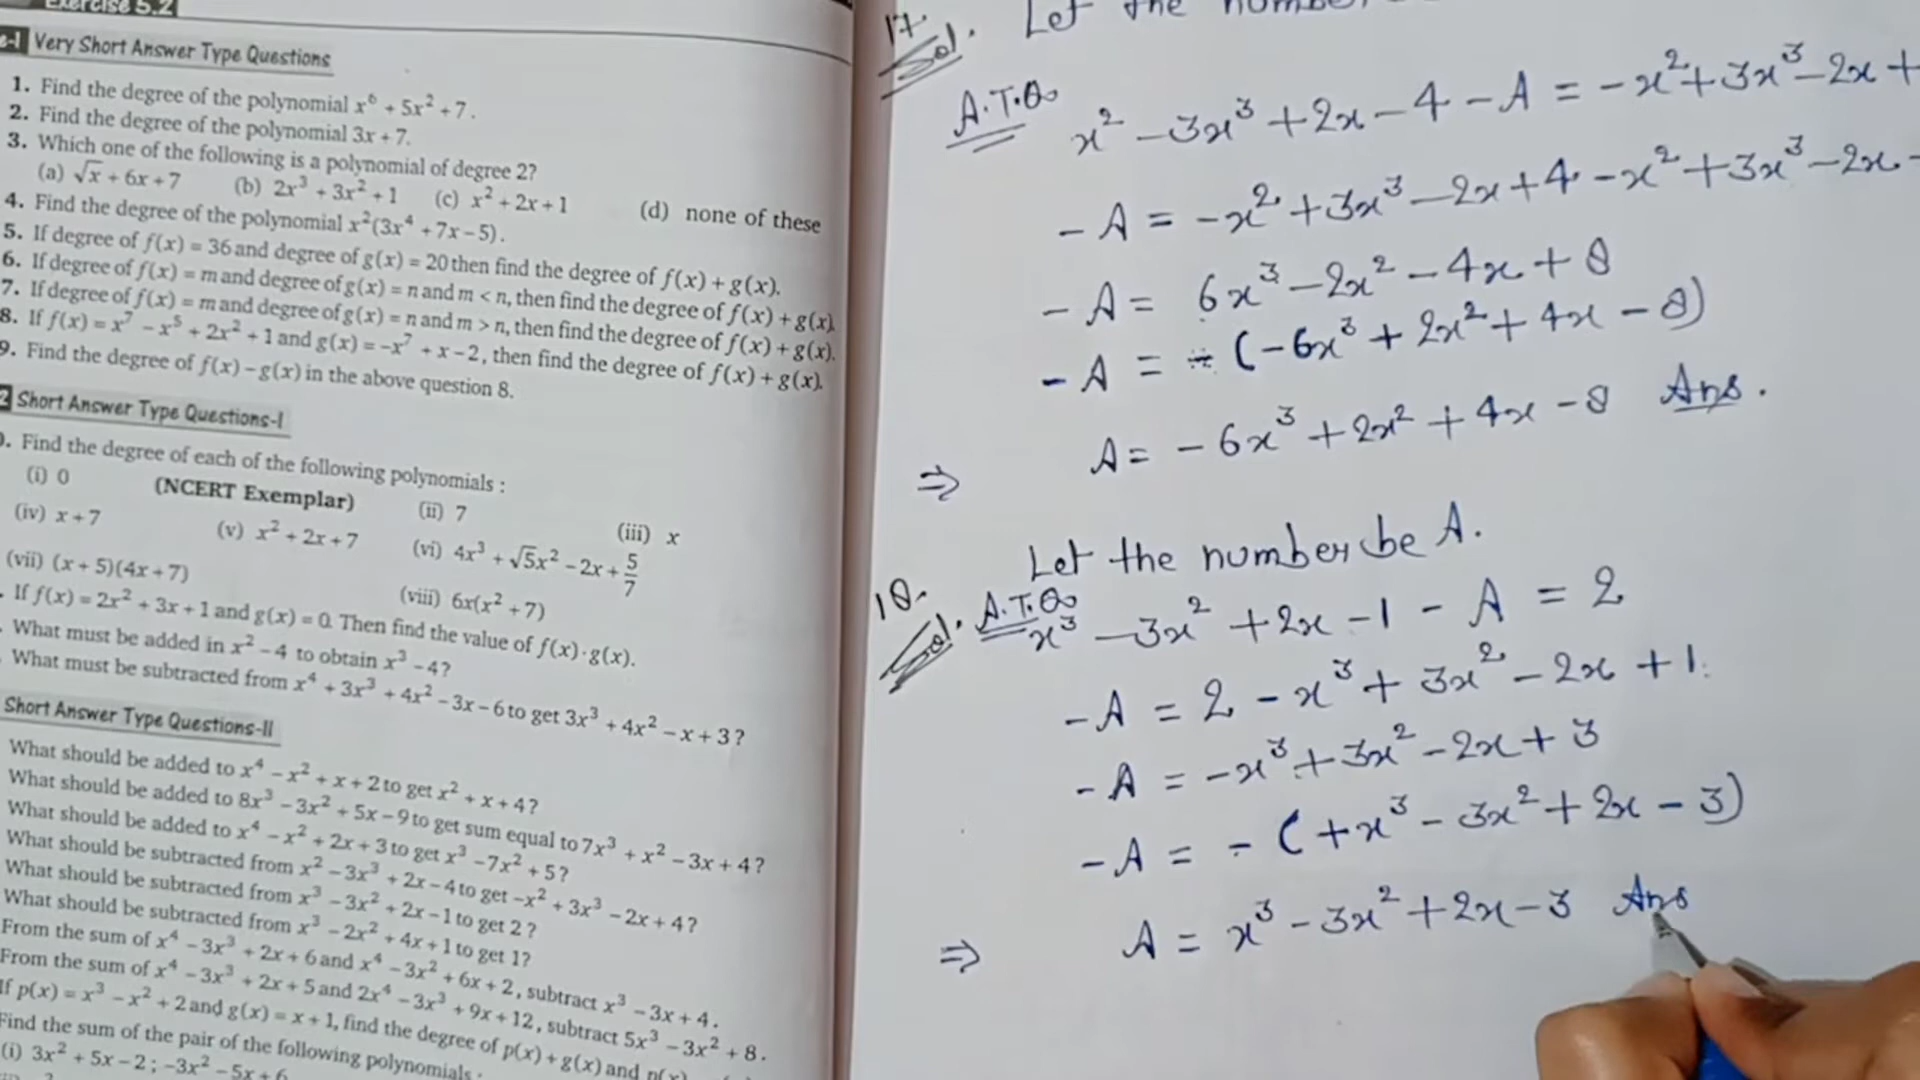 Exercise 5.2
Very Short Answer Type Questions
1. Find the degree of the polynomial x⁶ + 5x² + 7.
2. Find the degree of the polynomial 3x + 7.
3. Which one of the following is a polynomial of degree 2?
(a) √x + 6x + 7 (b) 2x³ + 3x² + 1 (c) x² + 2x + 1 (d) none of these
4. Find the degree of the polynomial x²(3x⁴ + 7x − 5).
5. If degree of f(x) = 36 and degree of g(x) = 20 then find the degree of f(x) + g(x).
6. If degree of f(x) = m and degree of g(x) = n and m < n, then find the degree of f(x) + g(x).
7. If degree of f(x) = m and degree of g(x) = n and m > n, then find the degree of f(x) + g(x).
8. If f(x) = x⁷ − x⁵ + 2x² + 1 and g(x) = −x⁷ + x − 2, then find the degree of f(x) + g(x).
9. Find the degree of f(x) − g(x) in the above question 8.
Short Answer Type Questions-I
. Find the degree of each of the following polynomials :
(NCERT Exemplar)
(i) 0 (ii) 7 (iii) x
(iv) x + 7 (v) x² + 2x + 7 (vi) 4x³ + √5x² − 2x + 5/7
(vii) (x + 5)(4x + 7) (viii) 6x(x² + 7)
. If f(x) = 2x² + 3x + 1 and g(x) = 0. Then find the value of f(x) · g(x).
. What must be added in x² − 4 to obtain x³ − 4?
. What must be subtracted from x⁴ + 3x³ + 4x² − 3x − 6 to get 3x³ + 4x² − x + 3?
Short Answer Type Questions-II
What should be added to x⁴ − x² + x + 2 to get x² + x + 4?
What should be added to 8x³ − 3x² + 5x − 9 to get sum equal to 7x³ + x² − 3x + 4?
What should be added to x⁴ − x² + 2x + 3 to get x³ − 7x² + 5?
What should be subtracted from x² − 3x³ + 2x − 4 to get −x² + 3x³ − 2x + 4?
What should be subtracted from x³ − 3x² + 2x − 1 to get 2?
What should be subtracted from x³ − 2x² + 4x + 1 to get 1?
From the sum of x⁴ − 3x³ + 2x + 6 and x⁴ − 3x² + 6x + 2, subtract x³ − 3x + 4.
From the sum of x⁴ − 3x³ + 2x + 5 and 2x⁴ − 3x³ + 9x + 12, subtract 5x³ − 3x² + 8.
If p(x) = x³ − x² + 2 and g(x) = x + 1, find the degree of p(x) + g(x) and
Find the sum of the pair of the following polynomials :
(i) 3x² + 5x − 2 ; −3x² − 5x + 6
17.
Sol. Let the number
A.T.Q
x² − 3x³ + 2x − 4 − A = −x² + 3x³ − 2x +
−A = −x² + 3x³ − 2x + 4 − x² + 3x³ − 2x
−A = 6x³ − 2x² − 4x + 8
−A = − (−6x³ + 2x² + 4x − 8)
⇒ A = −6x³ + 2x² + 4x − 8 Ans.
18. Let the number be A.
Sol. A.T.Q
x³ − 3x² + 2x − 1 − A = 2
−A = 2 − x³ + 3x² − 2x + 1
−A = −x³ + 3x² − 2x + 3
−A = − (+x³ − 3x² + 2x − 3)
⇒ A = x³ − 3x² + 2x − 3 Ans